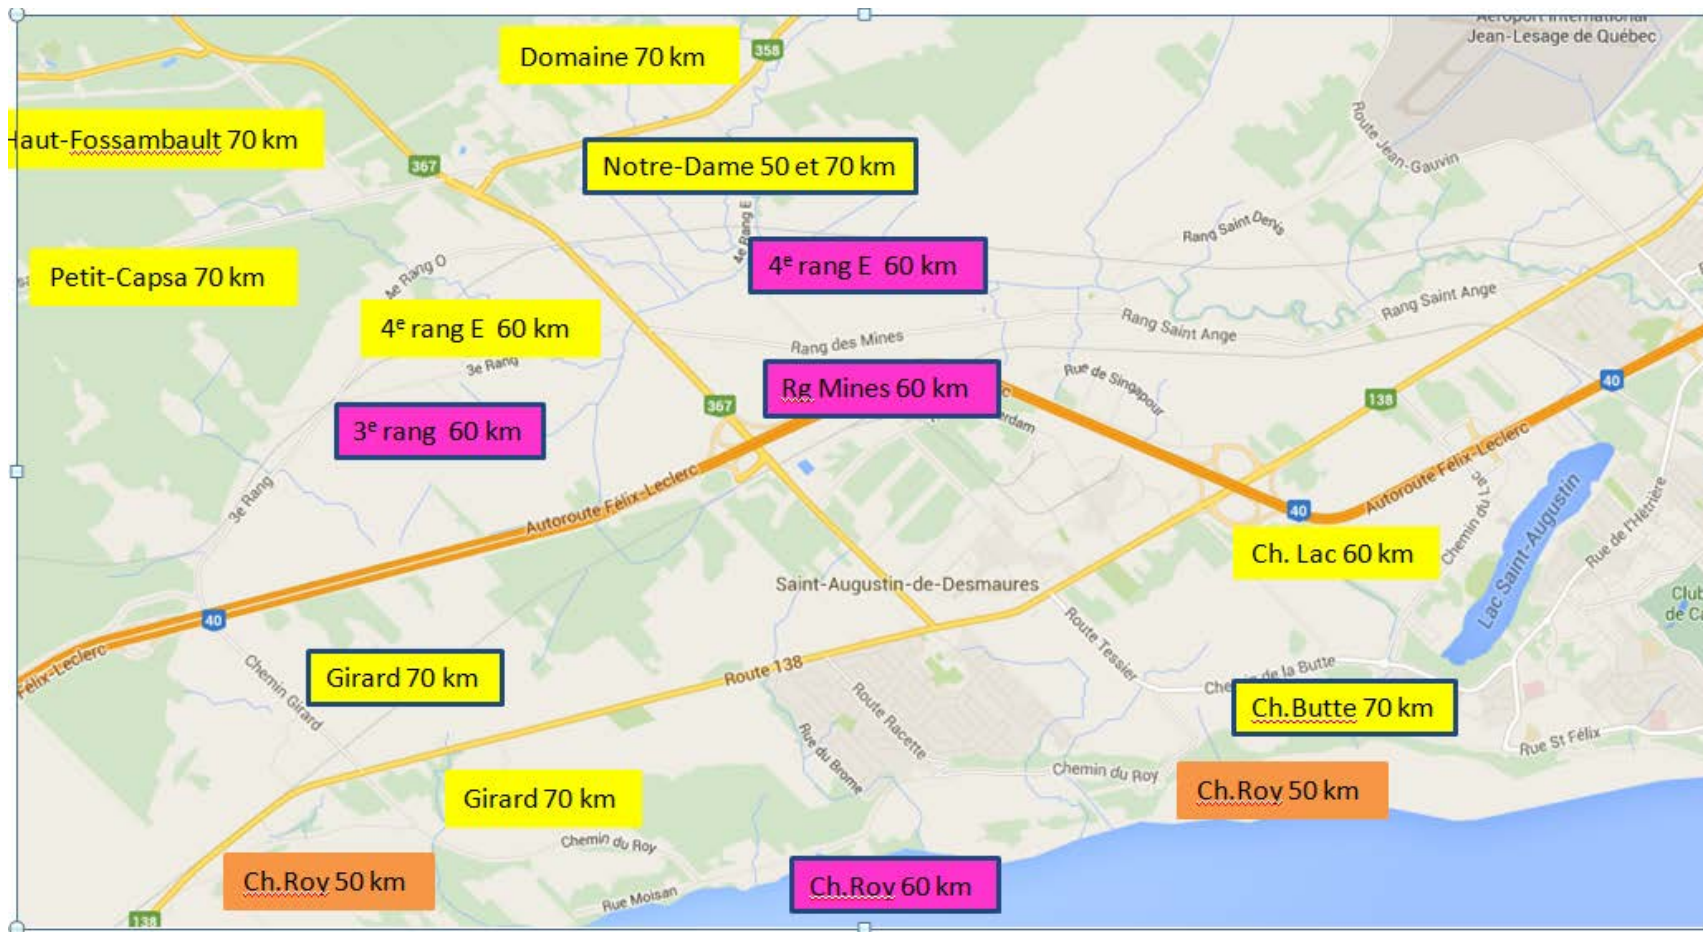 Aéroport International
Jean-Lesage de Québec
Domaine 70 km
358
Haut-Fossambault 70 km
Route Jean-Gauvin
367
Notre-Dame 50 et 70 km
4e Rang E
Rang Saint Denis
4e rang E 60 km
Petit-Capsa 70 km
4e Rang O
Rang Saint Ange
4e rang E 60 km
Rang Saint Ange
Rang des Mines
3e Rang
Rue de Singapour
40
Rg Mines 60 km
138
367
3e rang 60 km
Autoroute Félix-Leclerc
Autoroute Félix-Leclerc
3e Rang
40
Chemin du Lac
Lac Saint-Augustin
Rue de l'Hêtrière
Ch. Lac 60 km
Saint-Augustin-de-Desmaures
Club
40
Route Tessier
Félix-Leclerc
Chemin Girard
Girard 70 km
Route 138
Chemin de la Butte
Ch.Butte 70 km
Route Racette
Rue St Félix
Rue du Brome
Chemin du Roy
Ch.Roy 50 km
Girard 70 km
Chemin du Roy
Ch.Roy 50 km
Ch.Roy 60 km
Rue Moisan
138